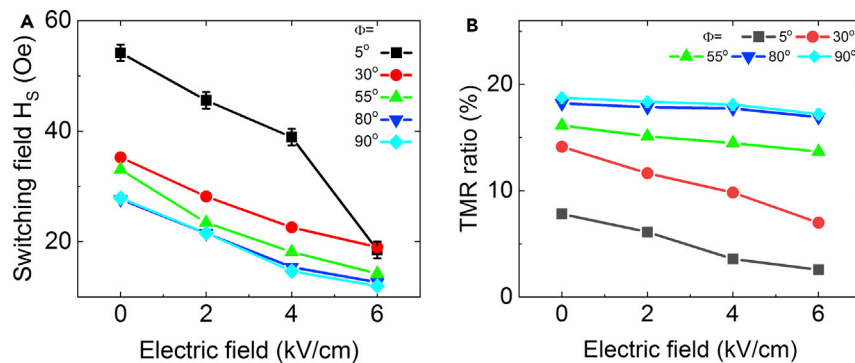 A
Switching field H_S (Oe)
60
40
20
Φ=
5°
30°
55°
80°
90°
0 2 4 6
Electric field (kV/cm)
B
TMR ratio (%)
20
10
0
Φ= 5° 30°
55° 80° 90°
0 2 4 6
Electric field (kV/cm)